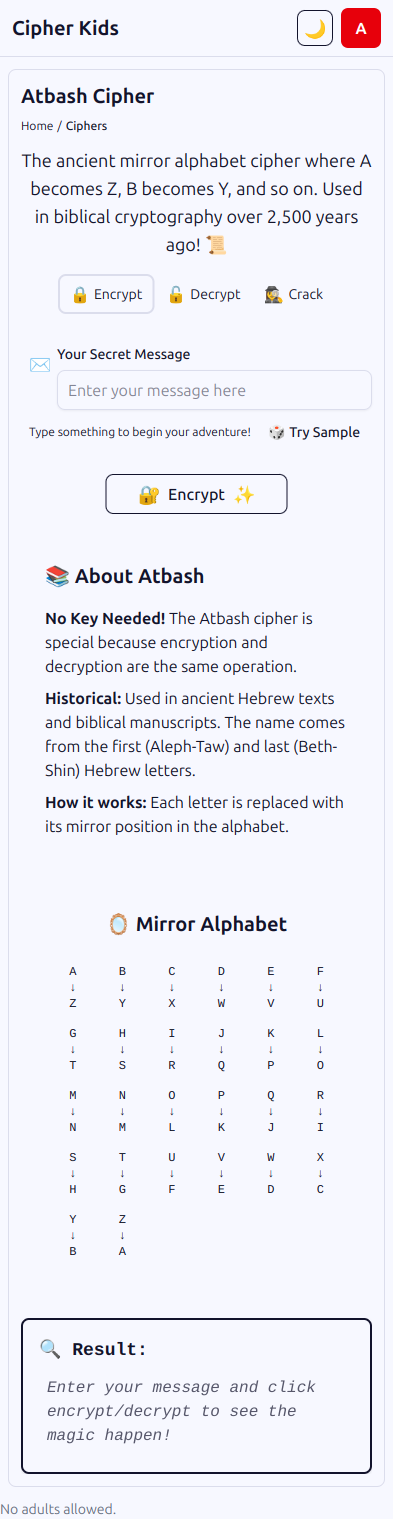 Cipher Kids
A
Atbash Cipher
Home / Ciphers
The ancient mirror alphabet cipher where A
becomes Z, B becomes Y, and so on. Used
in biblical cryptography over 2,500 years
ago! 📜
🔒 Encrypt 🔓 Decrypt 🕵️ Crack
Your Secret Message
Enter your message here
Type something to begin your adventure! 🎲 Try Sample
🔐 Encrypt ✨
📚 About Atbash
No Key Needed! The Atbash cipher is
special because encryption and
decryption are the same operation.
Historical: Used in ancient Hebrew texts
and biblical manuscripts. The name comes
from the first (Aleph-Taw) and last (Beth-
Shin) Hebrew letters.
How it works: Each letter is replaced with
its mirror position in the alphabet.
🪞 Mirror Alphabet
A B C D E F
↓ ↓ ↓ ↓ ↓ ↓
Z Y X W V U
G H I J K L
↓ ↓ ↓ ↓ ↓ ↓
T S R Q P O
M N O P Q R
↓ ↓ ↓ ↓ ↓ ↓
N M L K J I
S T U V W X
↓ ↓ ↓ ↓ ↓ ↓
H G F E D C
Y Z
↓ ↓
B A
🔍 Result:
Enter your message and click
encrypt/decrypt to see the
magic happen!
No adults allowed.